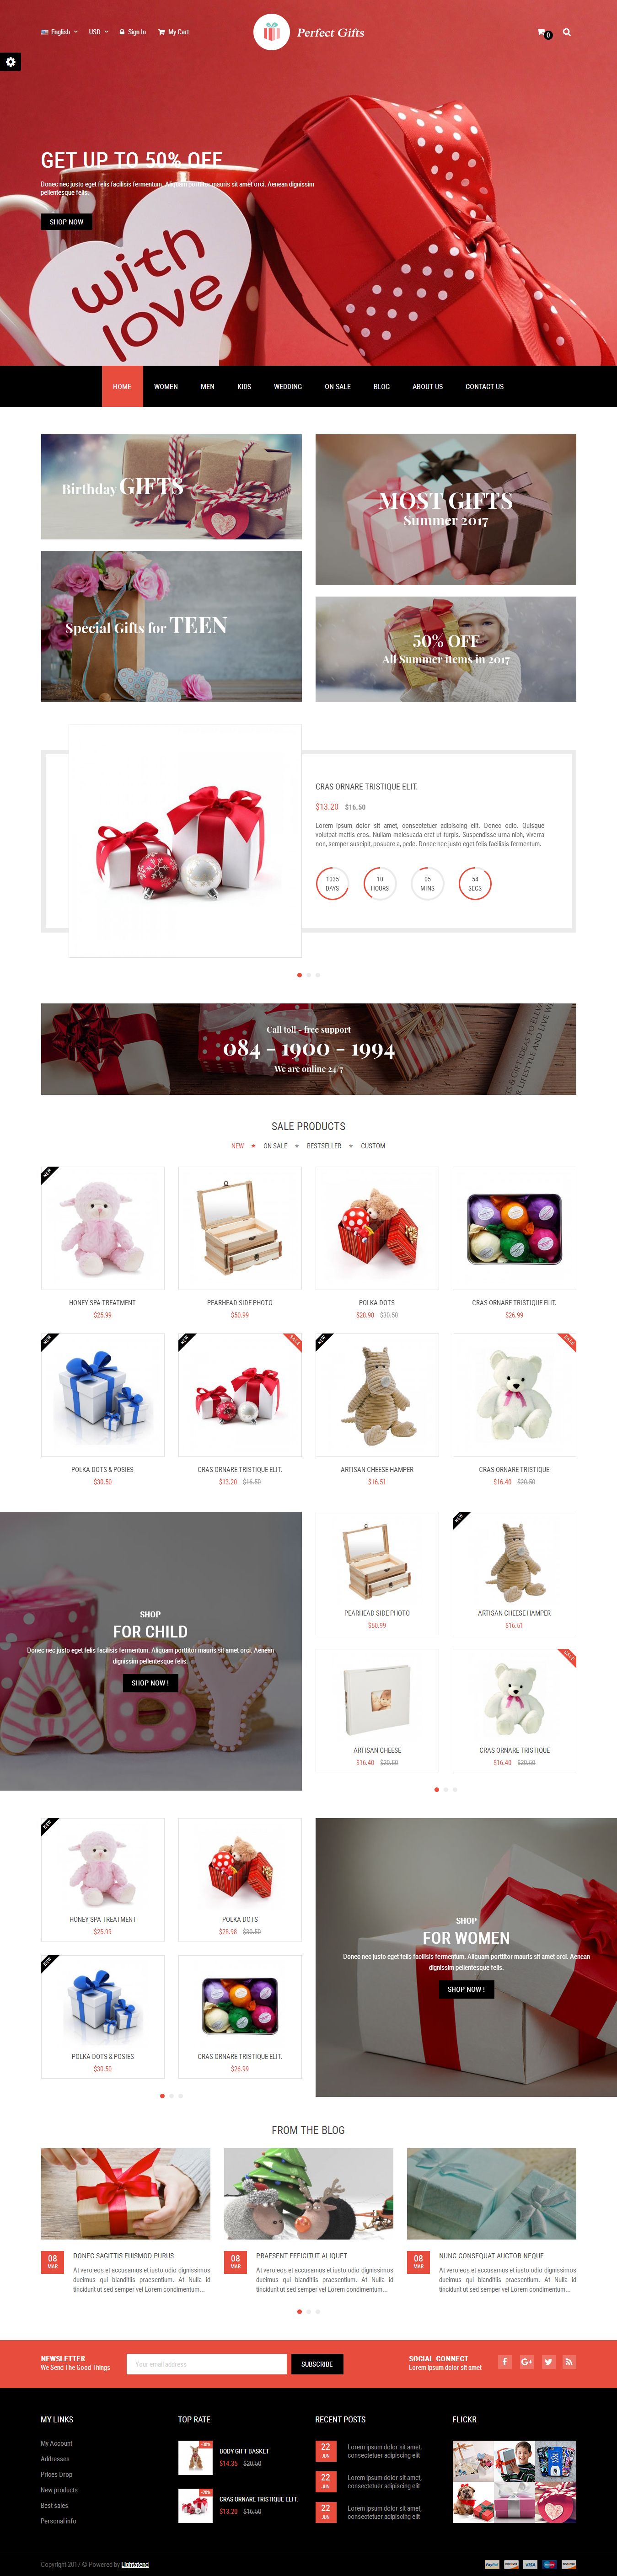 English USD Sign In My Cart
Perfect Gifts
0
GET UP TO 50% OFF
Donec nec justo eget felis facilisis fermentum. Aliquam porttitor mauris sit amet orci. Aenean dignissim
pellentesque felis.
SHOP NOW
with
love
HOME WOMEN MEN KIDS WEDDING ON SALE BLOG ABOUT US CONTACT US
Birthday GIFTS
MOST GIFTS
Summer 2017
Special Gifts for TEEN
50% OFF
All Summer items in 2017
CRAS ORNARE TRISTIQUE ELIT.
$13.20 $16.50
Lorem ipsum dolor sit amet, consectetuer adipiscing elit. Donec odio. Quisque
volutpat mattis eros. Nullam malesuada erat ut turpis. Suspendisse urna nibh, viverra
non, semper suscipit, posuere a, pede. Donec nec justo eget felis facilisis fermentum.
1035 10 05 54
DAYS HOURS MINS SECS
Call toll - free support
084 - 1900 - 1994
We are online 24/7
SALE PRODUCTS
NEW ON SALE BESTSELLER CUSTOM
NEW
HONEY SPA TREATMENT PEARHEAD SIDE PHOTO POLKA DOTS CRAS ORNARE TRISTIQUE ELIT.
$25.99 $50.99 $28.98 $30.50 $26.99
NEW NEW SALE NEW SALE
POLKA DOTS & POSIES CRAS ORNARE TRISTIQUE ELIT. ARTISAN CHEESE HAMPER CRAS ORNARE TRISTIQUE
$30.50 $13.20 $16.50 $16.51 $16.40 $20.50
SHOP
FOR CHILD
Donec nec justo eget felis facilisis fermentum. Aliquam porttitor mauris sit amet orci. Aenean
dignissim pellentesque felis.
SHOP NOW !
BABY
NEW
PEARHEAD SIDE PHOTO ARTISAN CHEESE HAMPER
$50.99 $16.51
SALE
ARTISAN CHEESE CRAS ORNARE TRISTIQUE
$16.40 $20.50 $16.40 $20.50
NEW
HONEY SPA TREATMENT POLKA DOTS
$25.99 $28.98 $30.50
NEW
POLKA DOTS & POSIES CRAS ORNARE TRISTIQUE ELIT.
$30.50 $26.99
SHOP
FOR WOMEN
Donec nec justo eget felis facilisis fermentum. Aliquam porttitor mauris sit amet orci. Aenean
dignissim pellentesque felis.
SHOP NOW !
FROM THE BLOG
08
MAR
DONEC SAGITTIS EUISMOD PURUS
At vero eos et accusamus et iusto odio dignissimos
ducimus qui blanditiis praesentium. At Nulla id
tincidunt ut sed semper vel Lorem condimentum...
08
MAR
PRAESENT EFFICITUT ALIQUET
At vero eos et accusamus et iusto odio dignissimos
ducimus qui blanditiis praesentium. At Nulla id
tincidunt ut sed semper vel Lorem condimentum...
08
MAR
NUNC CONSEQUAT AUCTOR NEQUE
At vero eos et accusamus et iusto odio dignissimos
ducimus qui blanditiis praesentium. At Nulla id
tincidunt ut sed semper vel Lorem condimentum...
NEWSLETTER
We Send The Good Things
Your email address
SUBSCRIBE
SOCIAL CONNECT
Lorem ipsum dolor sit amet
MY LINKS
My Account
Addresses
Prices Drop
New products
Best sales
Personal info
TOP RATE
BODY GIFT BASKET
$14.35 $20.50
CRAS ORNARE TRISTIQUE ELIT.
$13.20 $16.50
RECENT POSTS
22
JUN
Lorem ipsum dolor sit amet,
consectetuer adipiscing elit
22
JUN
Lorem ipsum dolor sit amet,
consectetuer adipiscing elit
22
JUN
Lorem ipsum dolor sit amet,
consectetuer adipiscing elit
FLICKR
Copyright 2017 © Powered by Lightatend
PayPal VISA